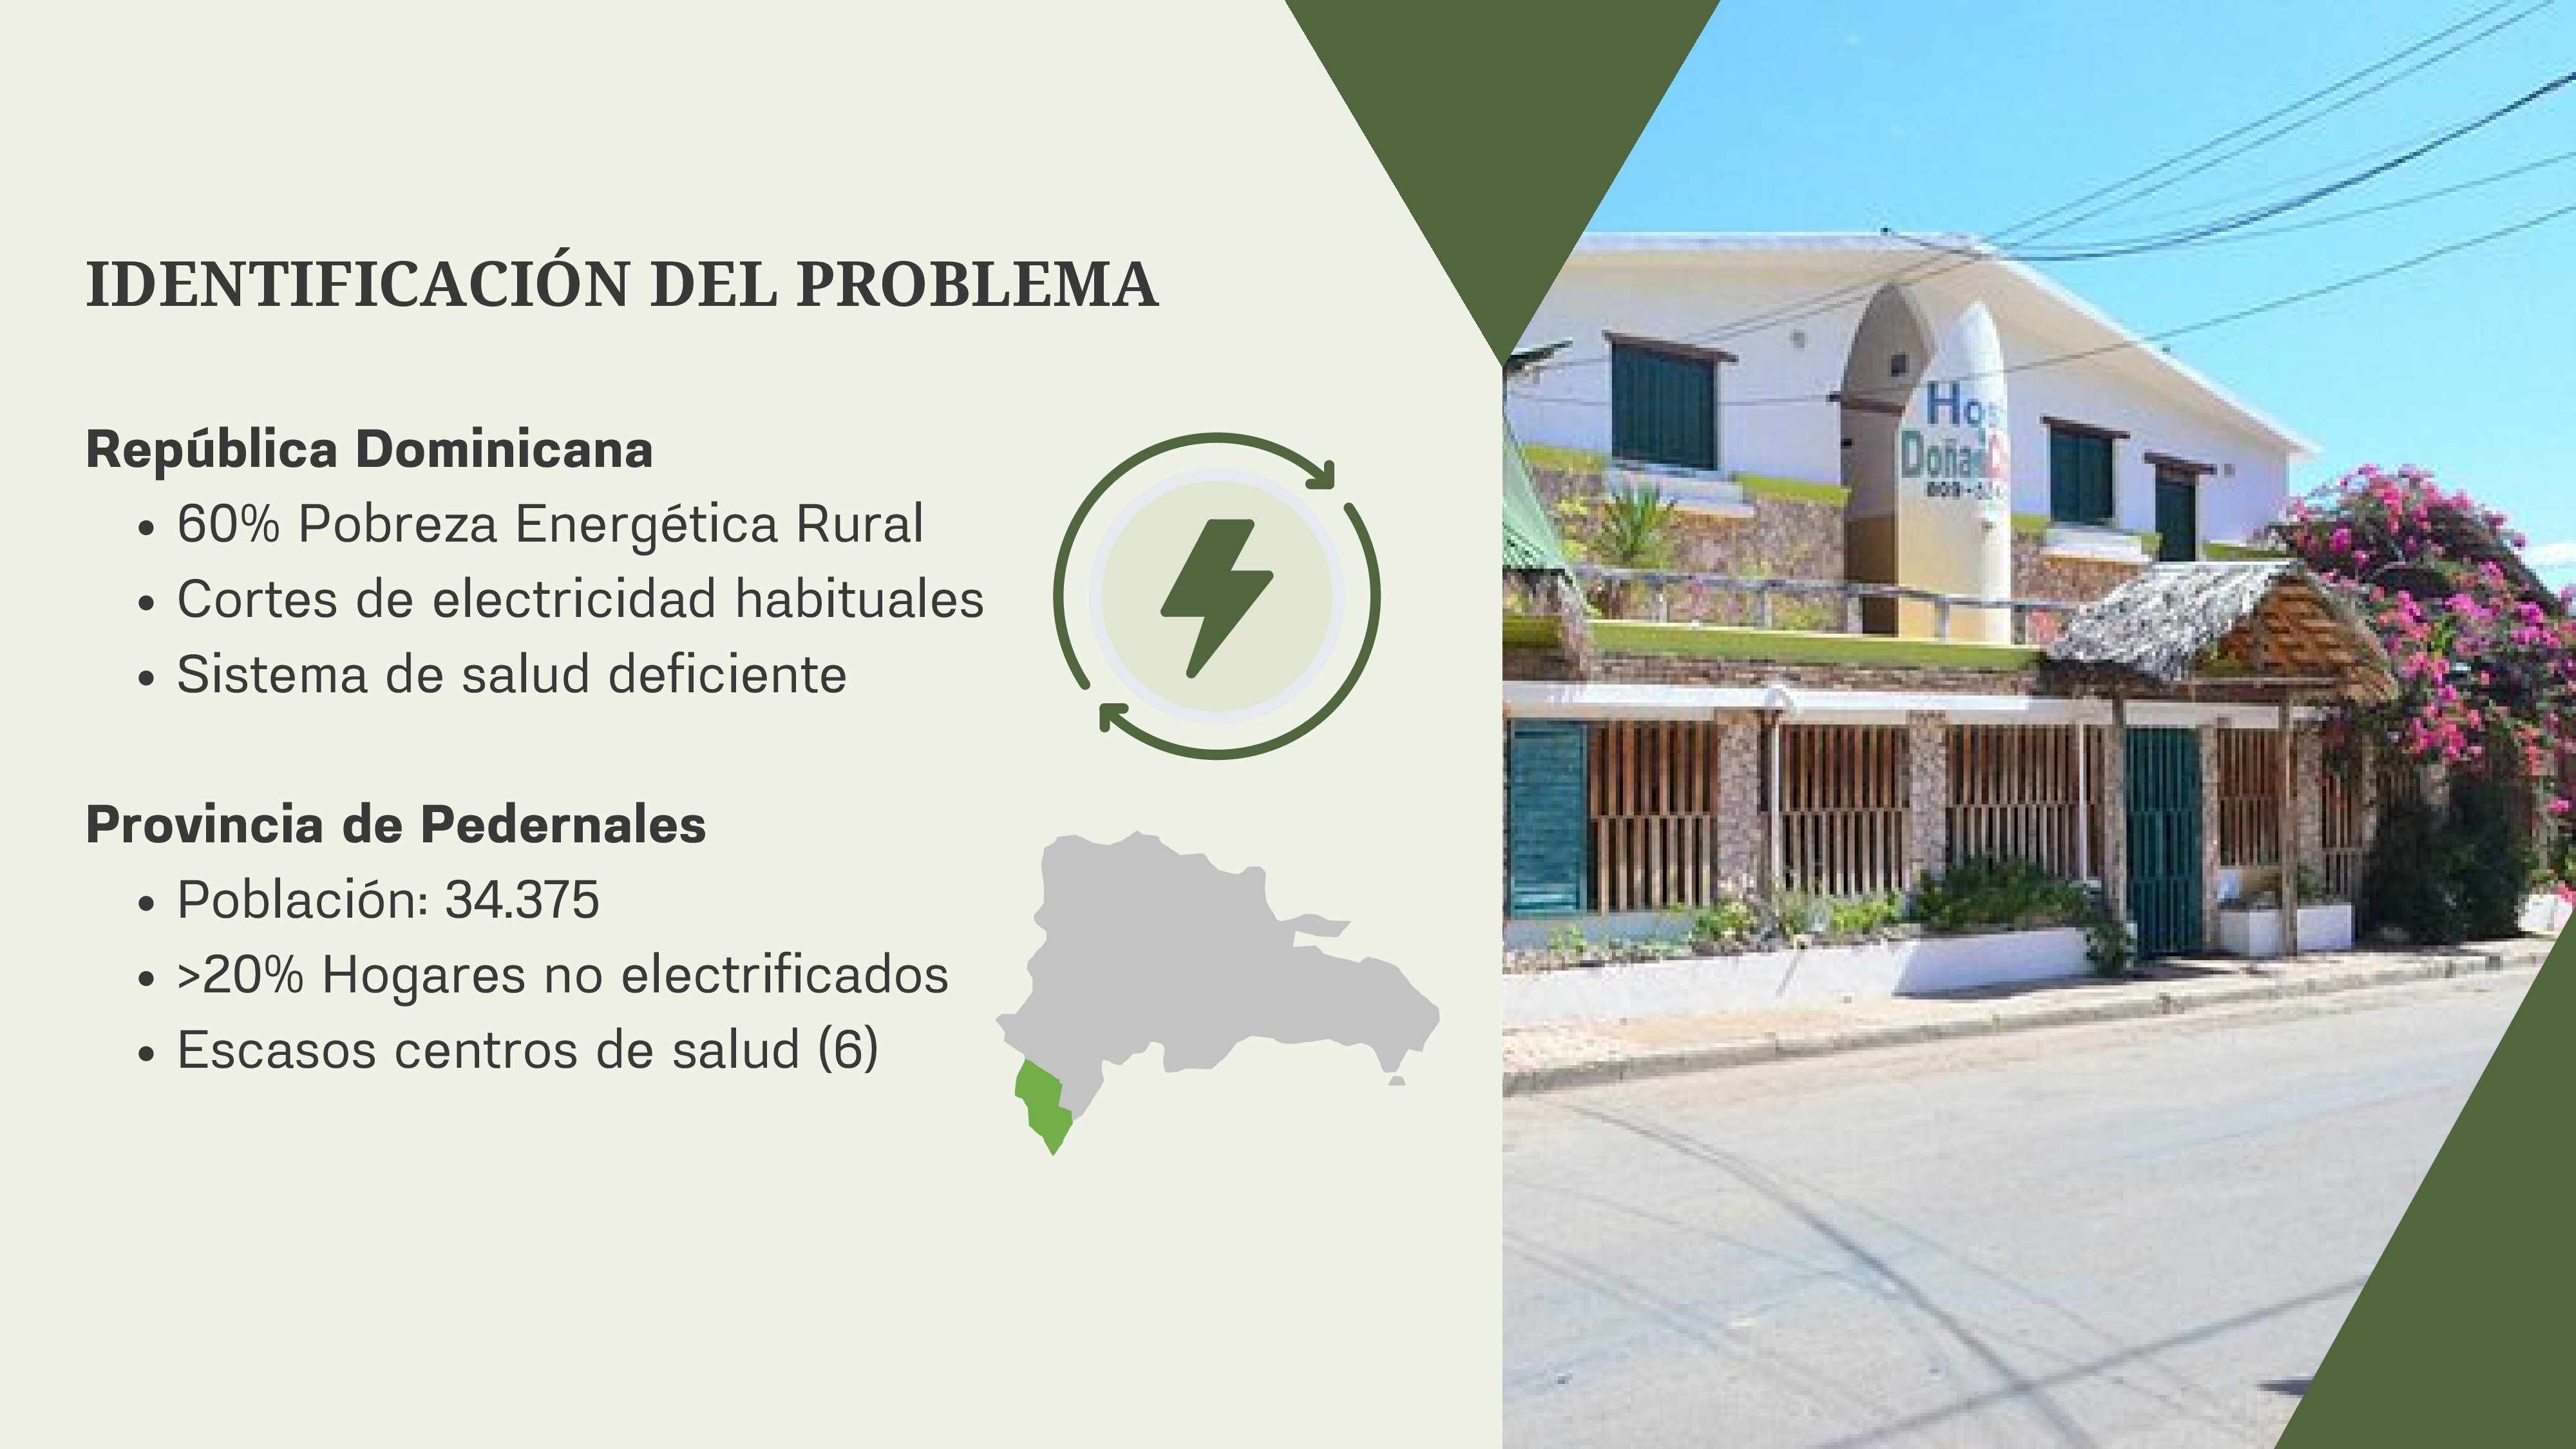 IDENTIFICACIÓN DEL PROBLEMA
República Dominicana
• 60% Pobreza Energética Rural
• Cortes de electricidad habituales
• Sistema de salud deficiente
Provincia de Pedernales
• Población: 34.375
• >20% Hogares no electrificados
• Escasos centros de salud (6)
Doña